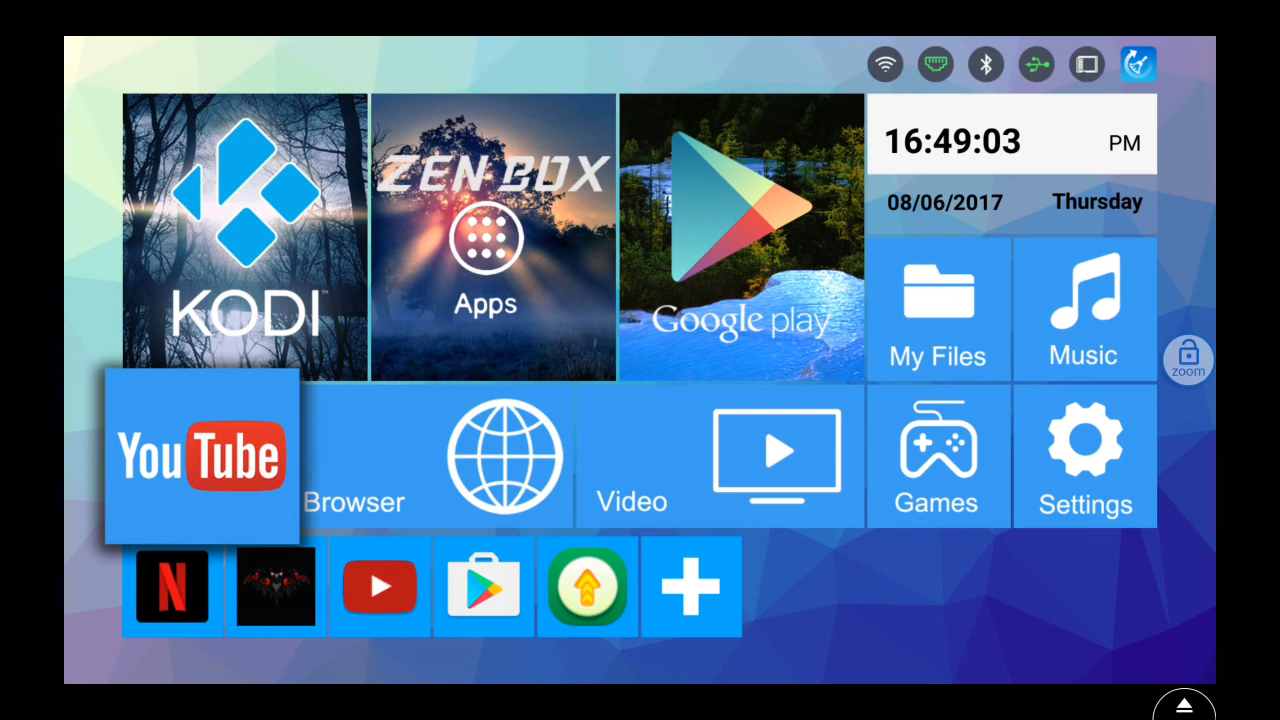 16:49:03 PM
08/06/2017 Thursday
KODI™
ZEN BOX
Apps
Google play
My Files
Music
zoom
YouTube
Browser
Video
Games
Settings
N